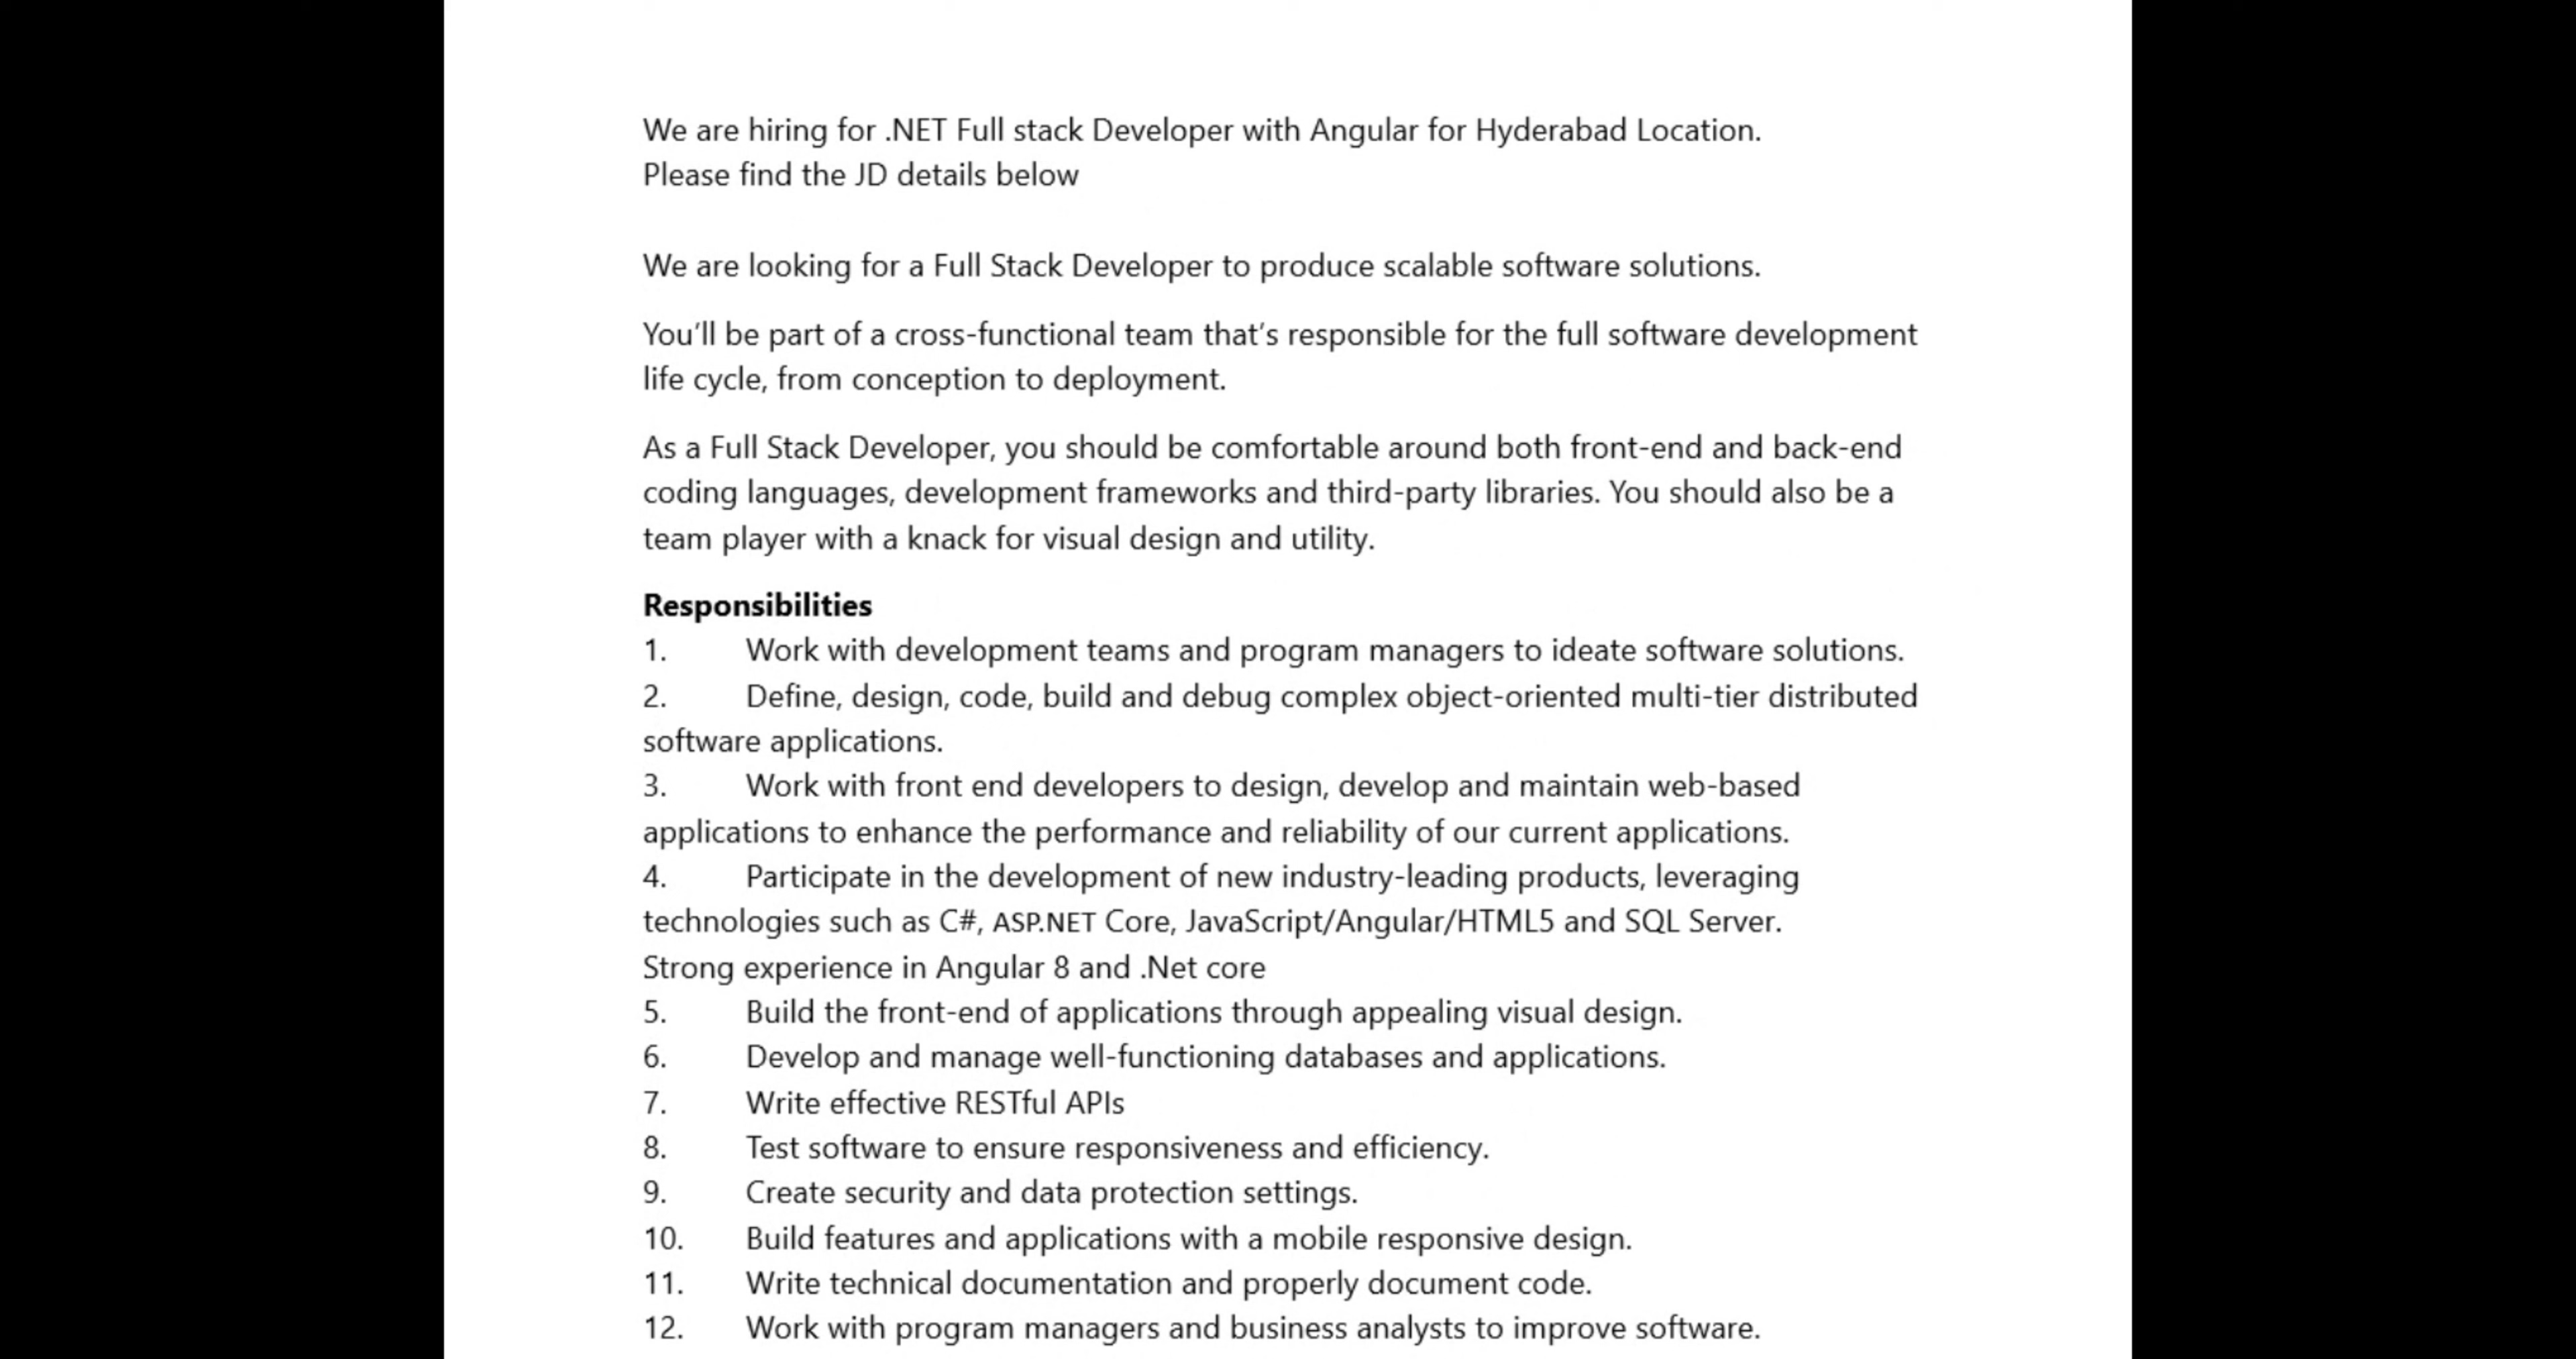 We are hiring for .NET Full stack Developer with Angular for Hyderabad Location.
Please find the JD details below
We are looking for a Full Stack Developer to produce scalable software solutions.
You'll be part of a cross-functional team that's responsible for the full software development
life cycle, from conception to deployment.
As a Full Stack Developer, you should be comfortable around both front-end and back-end
coding languages, development frameworks and third-party libraries. You should also be a
team player with a knack for visual design and utility.
Responsibilities
1. Work with development teams and program managers to ideate software solutions.
2. Define, design, code, build and debug complex object-oriented multi-tier distributed
software applications.
3. Work with front end developers to design, develop and maintain web-based
applications to enhance the performance and reliability of our current applications.
4. Participate in the development of new industry-leading products, leveraging
technologies such as C#, ASP.NET Core, JavaScript/Angular/HTML5 and SQL Server.
Strong experience in Angular 8 and .Net core
5. Build the front-end of applications through appealing visual design.
6. Develop and manage well-functioning databases and applications.
7. Write effective RESTful APIs
8. Test software to ensure responsiveness and efficiency.
9. Create security and data protection settings.
10. Build features and applications with a mobile responsive design.
11. Write technical documentation and properly document code.
12. Work with program managers and business analysts to improve software.